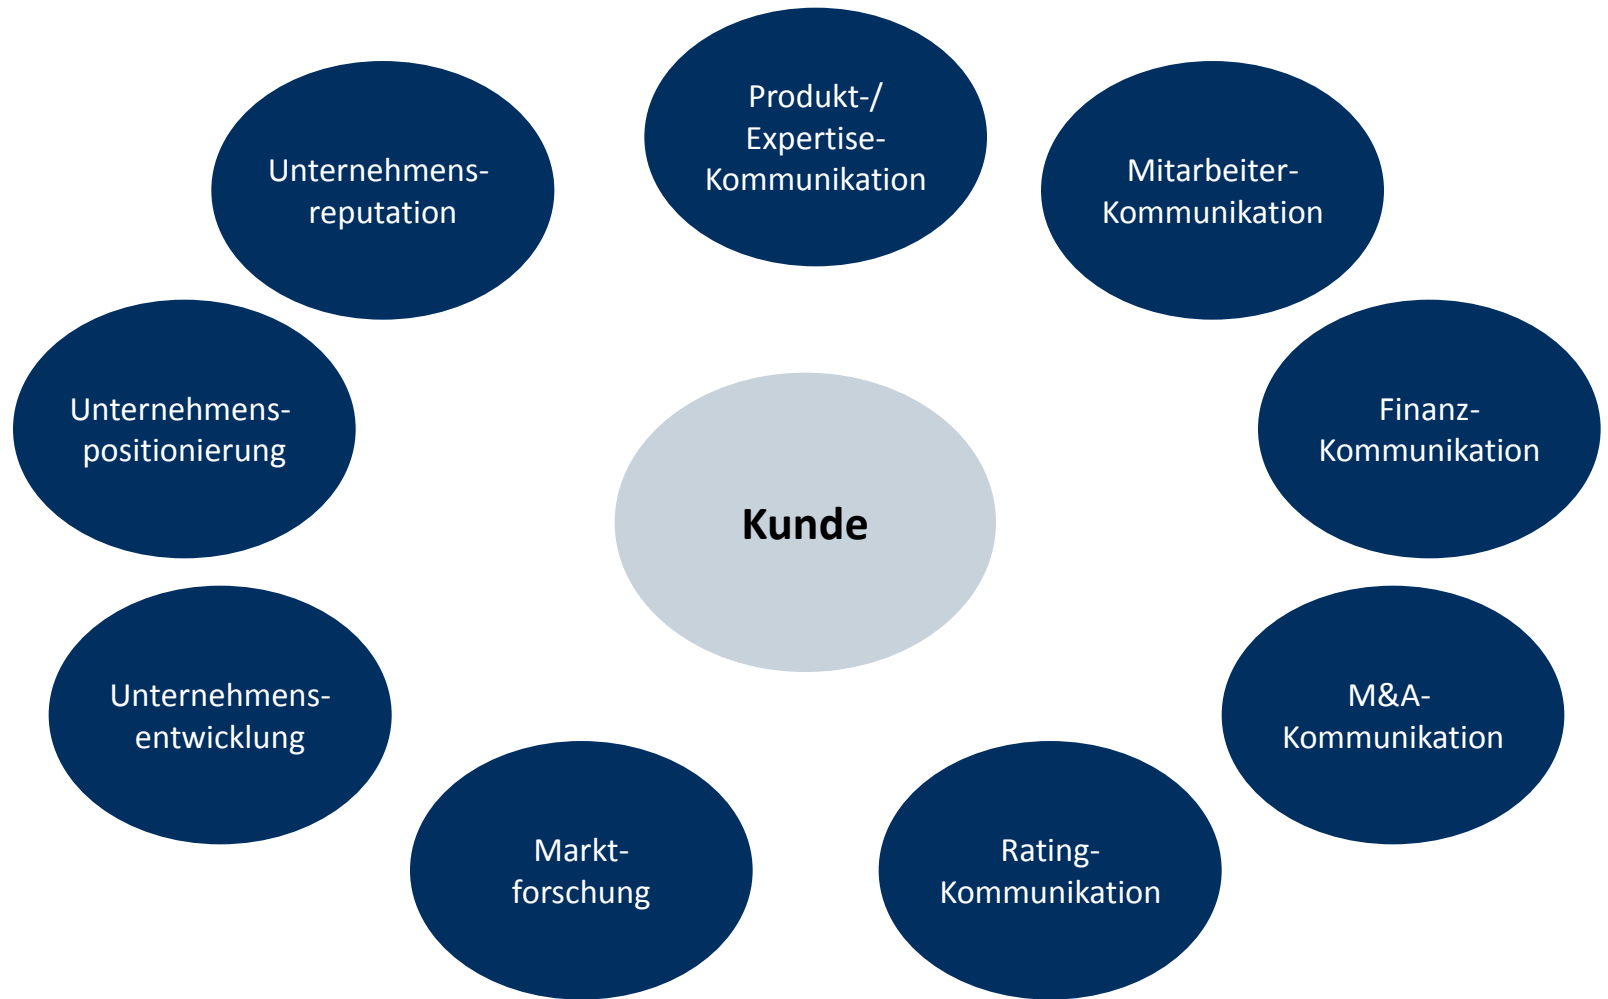 Produkt-/
Expertise-
Kommunikation
Unternehmens-
reputation
Mitarbeiter-
Kommunikation
Unternehmens-
positionierung
Finanz-
Kommunikation
Kunde
Unternehmens-
entwicklung
M&A-
Kommunikation
Markt-
forschung
Rating-
Kommunikation